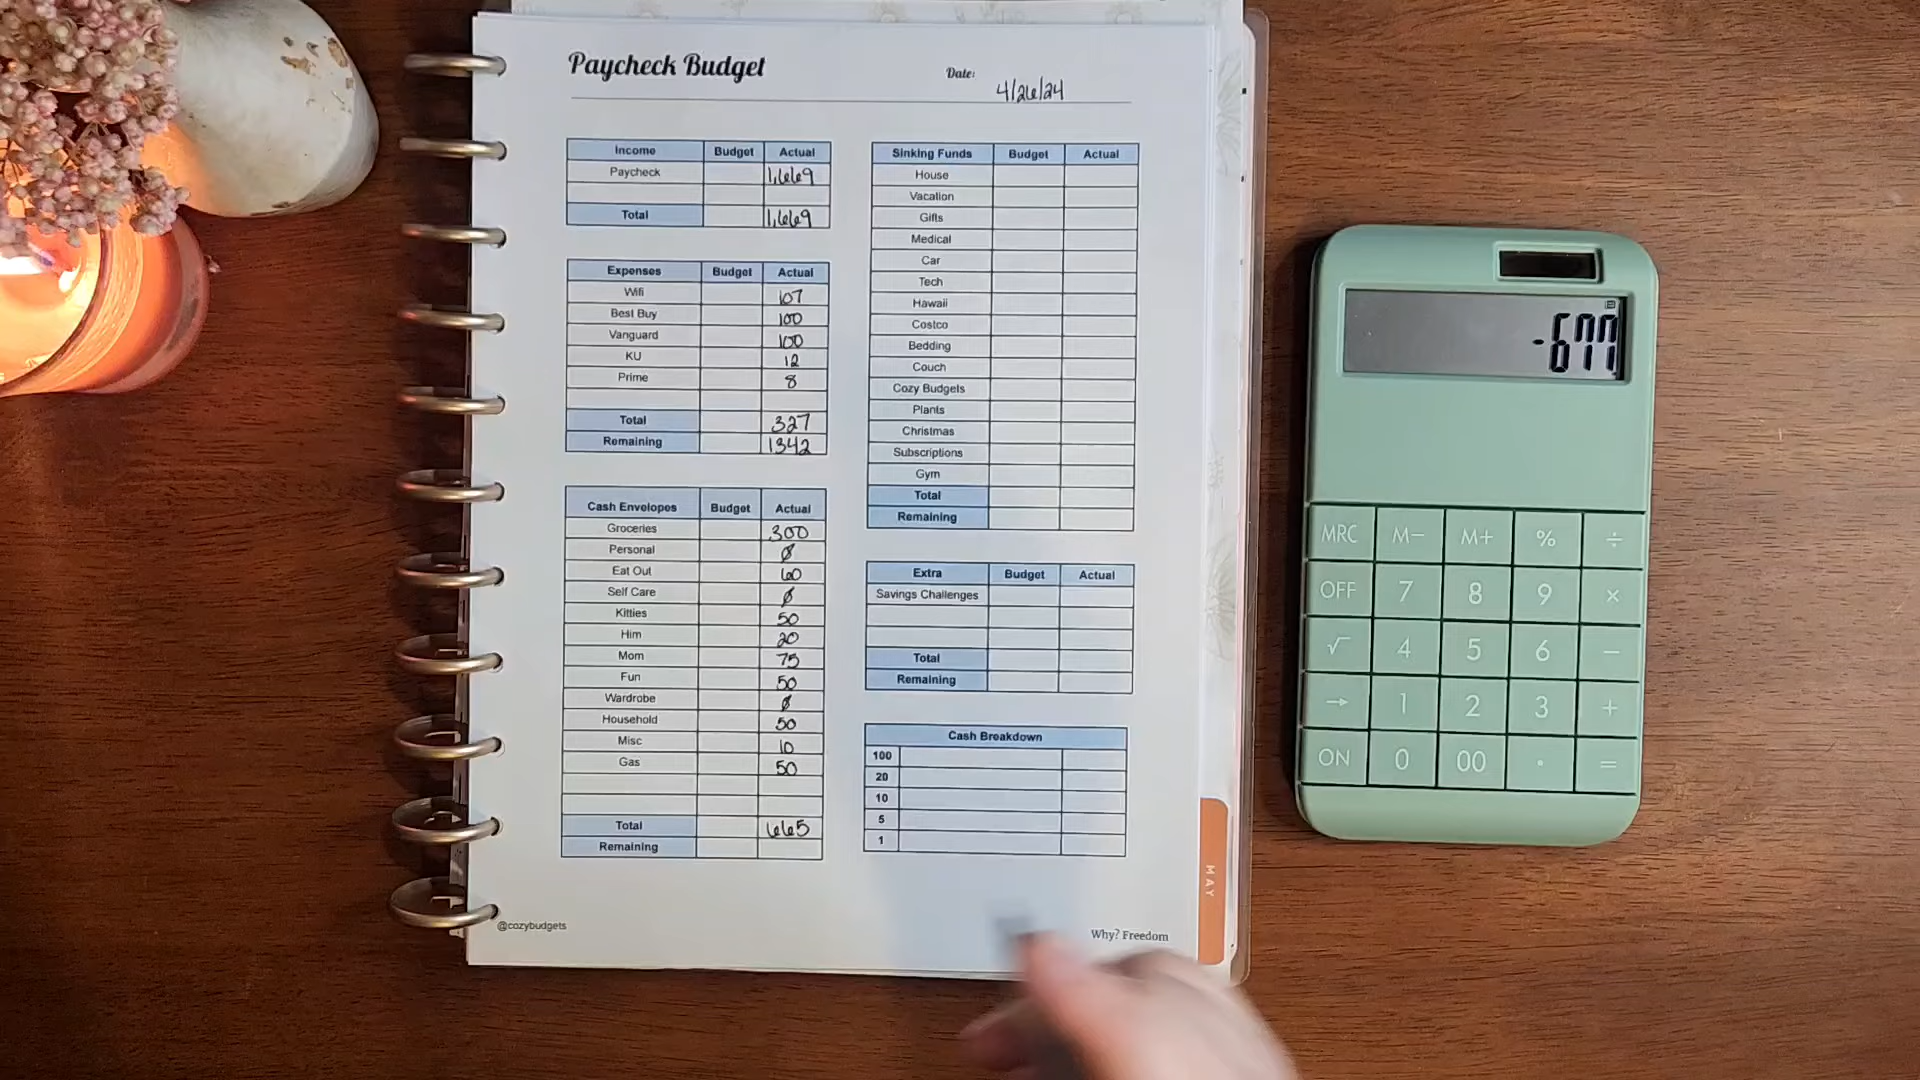 Paycheck Budget
Date: 4/26/24
Income Budget Actual
Paycheck 1,669
Total 1,669
Expenses Budget Actual
Wifi 107
Best Buy 100
Vanguard 100
KU 12
Prime 8
Total 327
Remaining 1342
Cash Envelopes Budget Actual
Groceries 300
Personal ∅
Eat Out 60
Self Care ∅
Kitties 50
Him 20
Mom 75
Fun 50
Wardrobe ∅
Household 50
Misc 10
Gas 50
Total 665
Remaining
@cozybudgets
Sinking Funds Budget Actual
House
Vacation
Gifts
Medical
Car
Tech
Hawaii
Costco
Bedding
Couch
Cozy Budgets
Plants
Christmas
Subscriptions
Gym
Total
Remaining
Extra Budget Actual
Savings Challenges
Total
Remaining
Cash Breakdown
100
20
10
5
1
Why? Freedom
MAY
-677
MRC M− M+ % ÷
OFF 7 8 9 ×
√ 4 5 6 −
→ 1 2 3 +
ON 0 00 · =